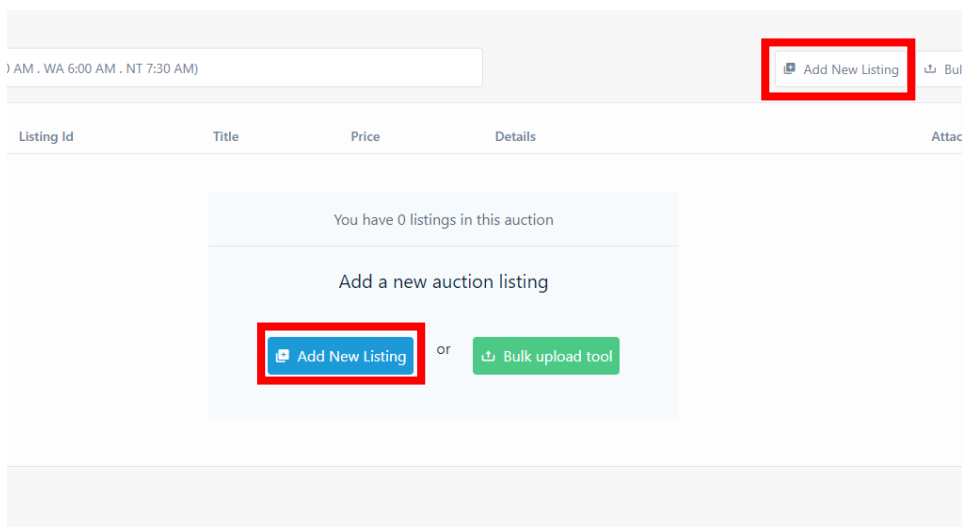 AM . WA 6:00 AM . NT 7:30 AM)
Add New Listing
Listing Id
Title
Price
Details
You have 0 listings in this auction
Add a new auction listing
Add New Listing
or
Bulk upload tool